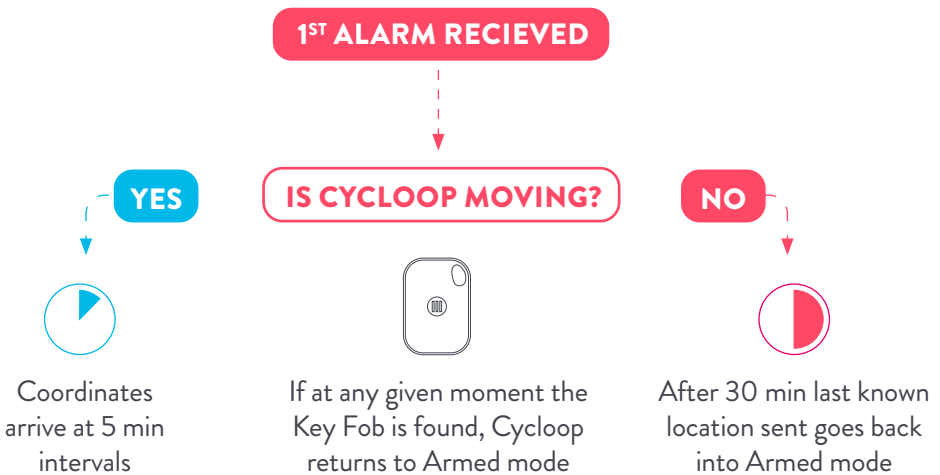 1ST ALARM RECIEVED
YES
IS CYCLOOP MOVING?
NO
Coordinates
arrive at 5 min
intervals
If at any given moment the
Key Fob is found, Cycloop
returns to Armed mode
After 30 min last known
location sent goes back
into Armed mode